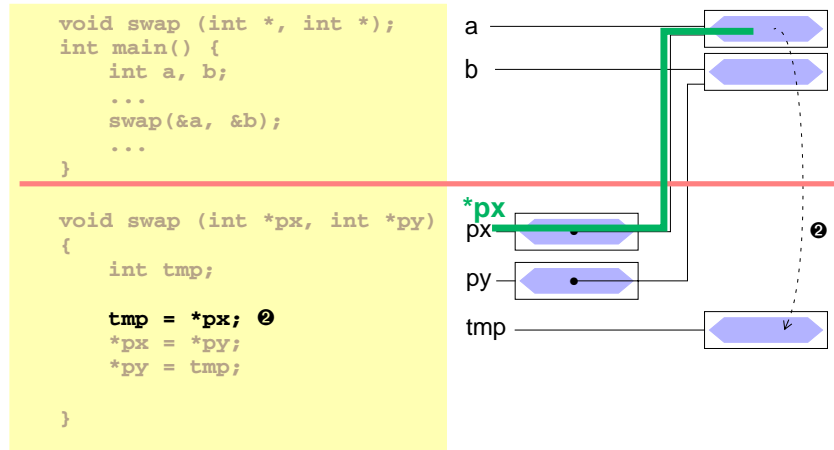 void swap (int *, int *);
int main() {
    int a, b;
    ...
    swap(&a, &b);
    ...
}
void swap (int *px, int *py)
{
    int tmp;
    tmp = *px; ❷
    *px = *py;
    *py = tmp;
}
a
b
*px
px
❷
py
tmp